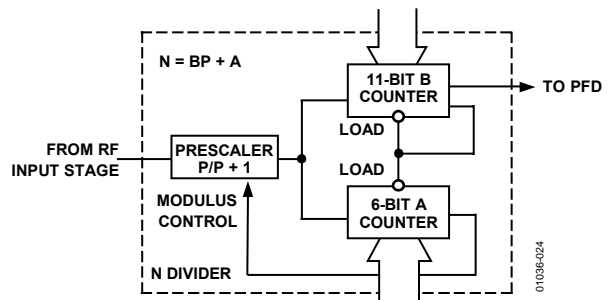 N = BP + A
11-BIT B
COUNTER
TO PFD
LOAD
FROM RF
INPUT STAGE
PRESCALER
P/P + 1
LOAD
MODULUS
CONTROL
6-BIT A
COUNTER
N DIVIDER
01036-024